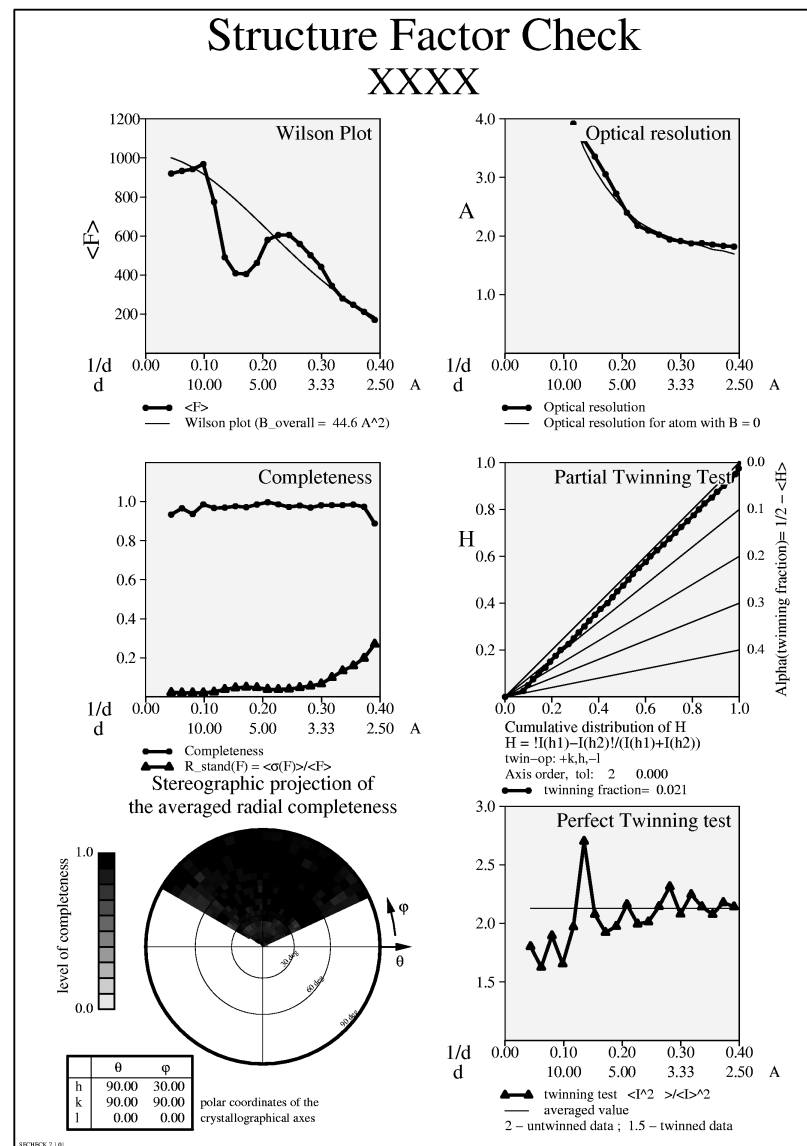 Structure Factor Check
XXXX
Wilson Plot
1200
1000
800
600
400
200
<F>
1/d 0.00 0.10 0.20 0.30 0.40
d 10.00 5.00 3.33 2.50 A
<F>
Wilson plot (B_overall = 44.6 A^2)
Optical resolution
4.0
3.0
2.0
1.0
A
1/d 0.00 0.10 0.20 0.30 0.40
d 10.00 5.00 3.33 2.50 A
Optical resolution
Optical resolution for atom with B = 0
Completeness
1.0
0.8
0.6
0.4
0.2
1/d 0.00 0.10 0.20 0.30 0.40
d 10.00 5.00 3.33 2.50 A
Completeness
R_stand(F) = <σ(F)>/<F>
Partial Twinning Test
1.0
0.8
0.6
0.4
0.2
H
0.0
0.1
0.2
0.3
0.4
Alpha(twinning fraction)= 1/2 − <H>
0.0 0.2 0.4 0.6 0.8 1.0
Cumulative distribution of H
H = !I(h1)−I(h2)!/(I(h1)+I(h2))
twin-op: +k,h,−l
Axis order, tol: 2 0.000
twinning fraction= 0.021
Stereographic projection of
the averaged radial completeness
1.0
0.0
level of completeness
φ
θ
30 deg
60 deg
90 deg
θ φ
h 90.00 30.00
k 90.00 90.00
l 0.00 0.00
polar coordinates of the
crystallographical axes
Perfect Twinning test
3.0
2.5
2.0
1.5
1/d 0.00 0.10 0.20 0.30 0.40
d 10.00 5.00 3.33 2.50 A
twinning test <I^2 >/<I>^2
averaged value
2 − untwinned data ; 1.5 − twinned data